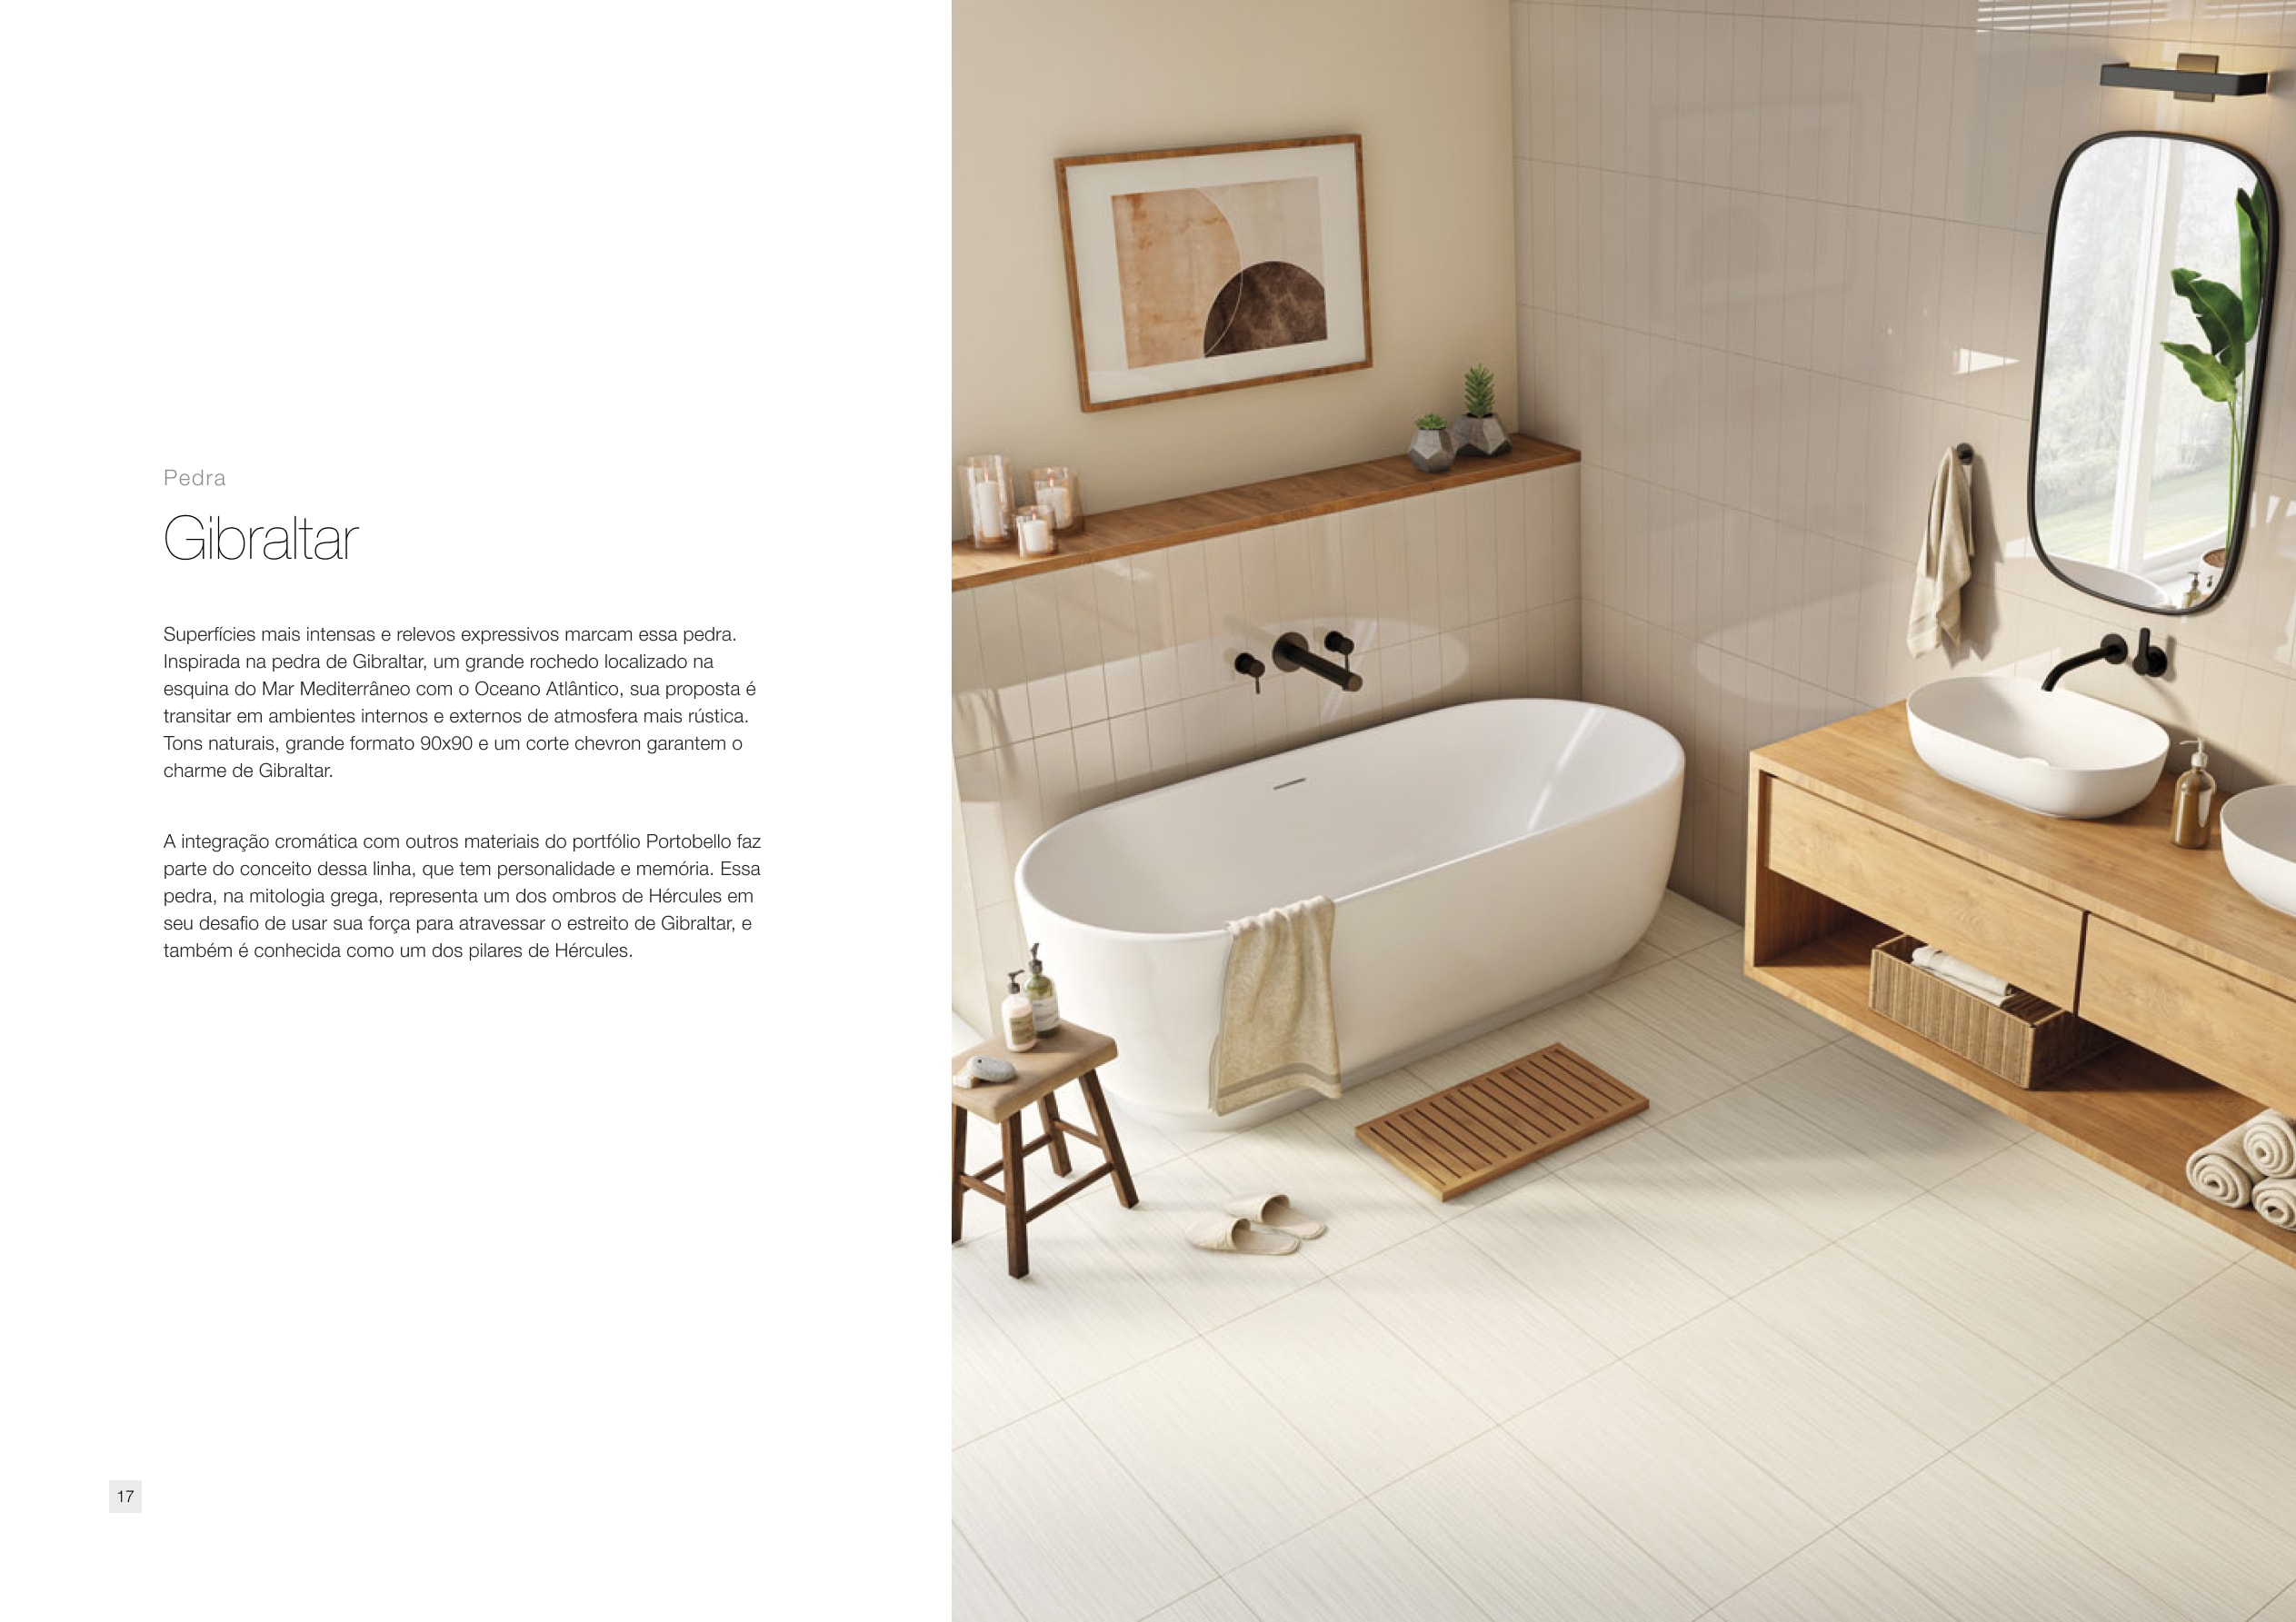 Pedra
Gibraltar
Superfícies mais intensas e relevos expressivos marcam essa pedra.
Inspirada na pedra de Gibraltar, um grande rochedo localizado na
esquina do Mar Mediterrâneo com o Oceano Atlântico, sua proposta é
transitar em ambientes internos e externos de atmosfera mais rústica.
Tons naturais, grande formato 90x90 e um corte chevron garantem o
charme de Gibraltar.
A integração cromática com outros materiais do portfólio Portobello faz
parte do conceito dessa linha, que tem personalidade e memória. Essa
pedra, na mitologia grega, representa um dos ombros de Hércules em
seu desafio de usar sua força para atravessar o estreito de Gibraltar, e
também é conhecida como um dos pilares de Hércules.
17